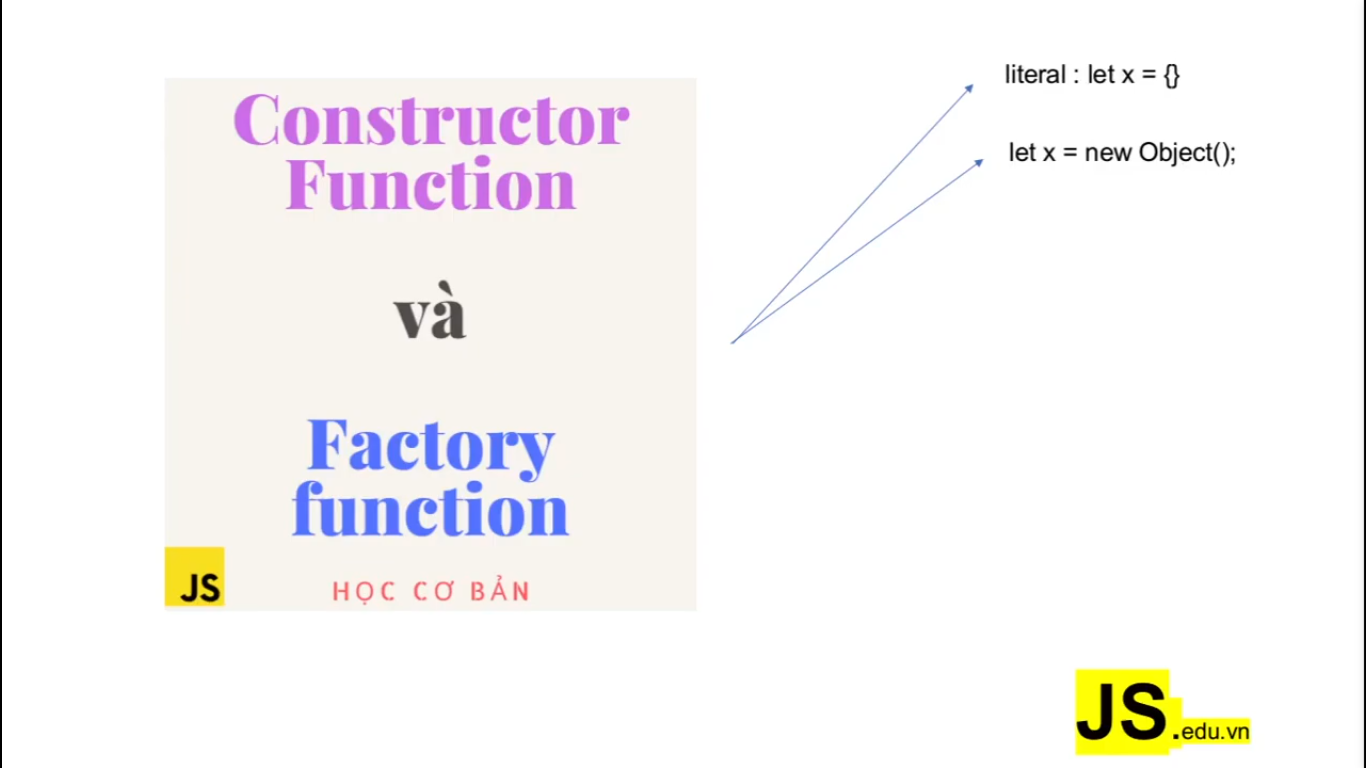 Constructor
Function
và
Factory
function
JS
HỌC CƠ BẢN
literal : let x = {}
let x = new Object();
JS.edu.vn